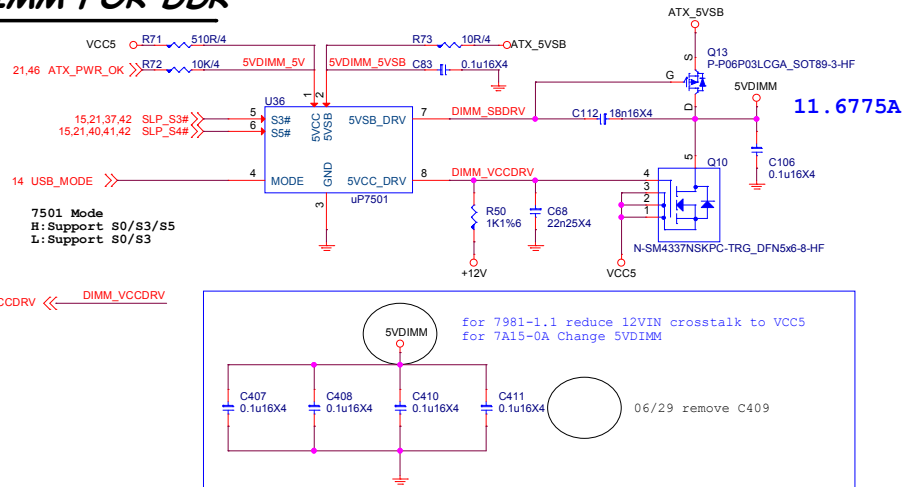 ATX_5VSB
VCC5 R71 510R/4 R73 10R/4 ATX_5VSB
Q13
P-P06P03LCGA_SOT89-3-HF
S
G
D
21,46 ATX_PWR_OK R72 10K/4 5VDIMM_5V 5VDIMM_5VSB C83 0.1u16X4
5VDIMM
11.6775A
U36
1
2
15,21,37,42 SLP_S3# 5 S3# 5VCC 5VSB 5VSB_DRV 7 DIMM_SBDRV C112 18n16X4
15,21,40,41,42 SLP_S4# 6 S5#
C106
0.1u16X4
5 Q10
14 USB_MODE 4 MODE GND 5VCC_DRV 8 DIMM_VCCDRV 4
3
2
1
3
uP7501
R50
1K1%6
C68
22n25X4
7501 Mode
H:Support S0/S3/S5
L:Support S0/S3
N-SM4337NSKPC-TRG_DFN5x6-8-HF
+12V
VCC5
DIMM_VCCDRV
5VDIMM
for 7981-1.1 reduce 12VIN crosstalk to VCC5
for 7A15-0A Change 5VDIMM
C407
0.1u16X4
C408
0.1u16X4
C410
0.1u16X4
C411
0.1u16X4
06/29 remove C409